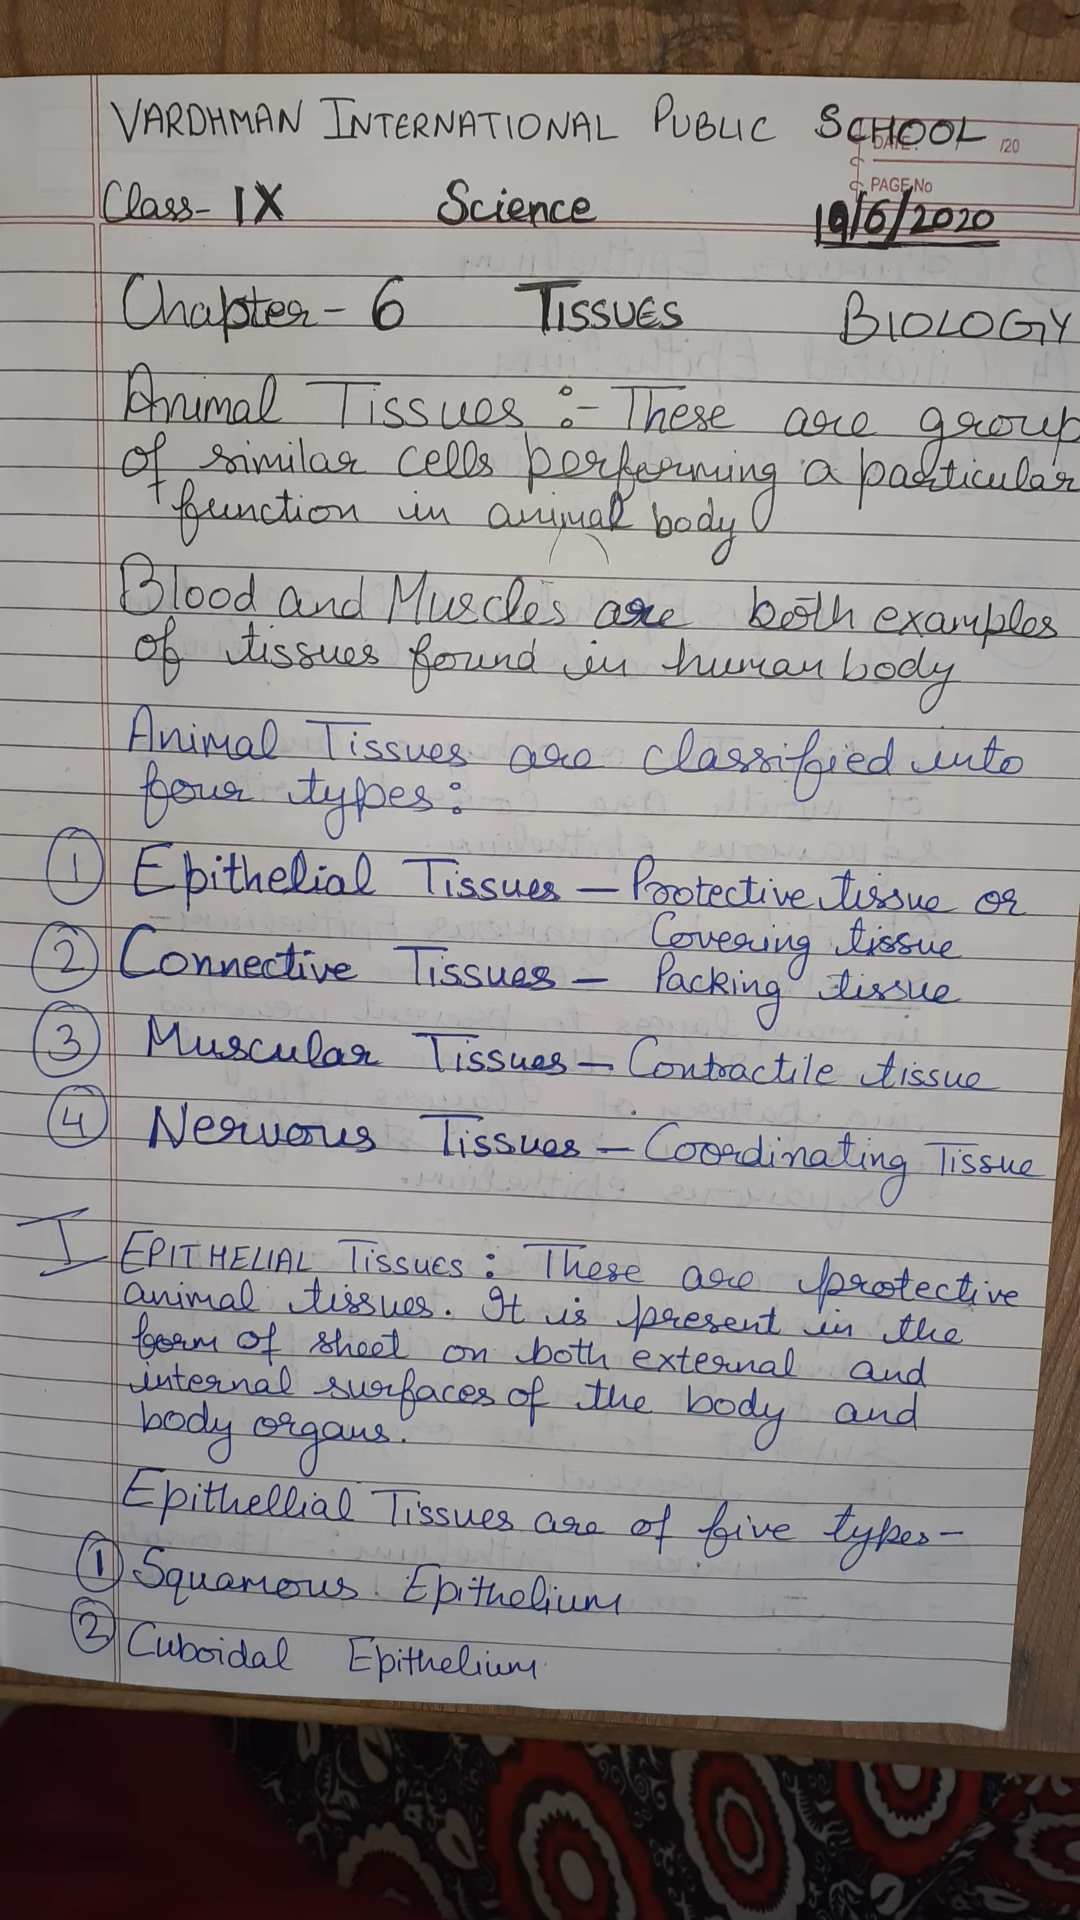 VARDHMAN INTERNATIONAL PUBLIC SCHOOL
DATE: /20
PAGE No
Class- IX Science 19/6/2020
Chapter - 6 TISSUES BIOLOGY
Animal Tissues :- These are group
of similar cells performing a particular
function in animal body
Blood and Muscles are both examples
of tissues found in human body
Animal Tissues are classified into
four types:
① Epithelial Tissues — Protective tissue or
Covering tissue
② Connective Tissues — Packing tissue
③ Muscular Tissues — Contractile tissue
④ Nervous Tissues — Coordinating Tissue
I EPITHELIAL TISSUES: These are protective
animal tissues. It is present in the
form of sheet on both external and
internal surfaces of the body and
body organs.
Epithellial Tissues are of five types-
① Squamous Epithelium
② Cuboidal Epithelium